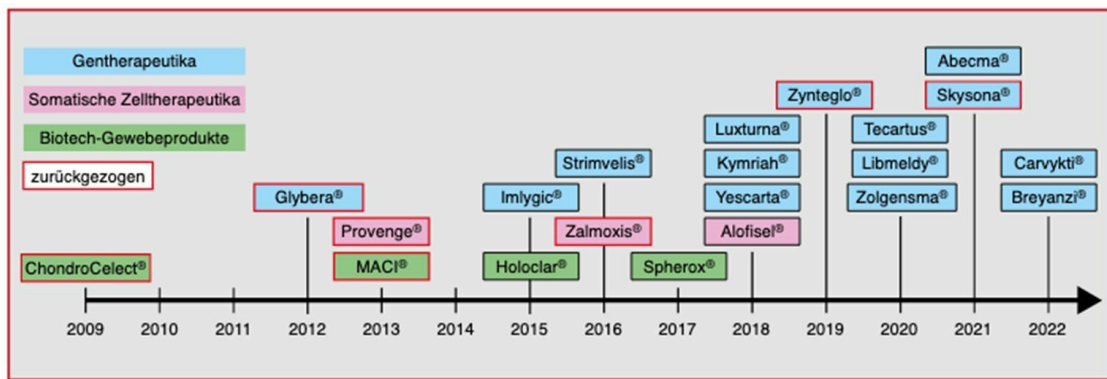 Gentherapeutika
Somatische Zelltherapeutika
Biotech-Gewebeprodukte
zurückgezogen
ChondroCelect®
Glybera®
Provenge®
MACI®
Imlygic®
Holoclar®
Strimvelis®
Zalmoxis®
Spherox®
Luxturna®
Kymriah®
Yescarta®
Alofisel®
Zynteglo®
Tecartus®
Libmeldy®
Zolgensma®
Abecma®
Skysona®
Carvykti®
Breyanzi®
2009 2010 2011 2012 2013 2014 2015 2016 2017 2018 2019 2020 2021 2022